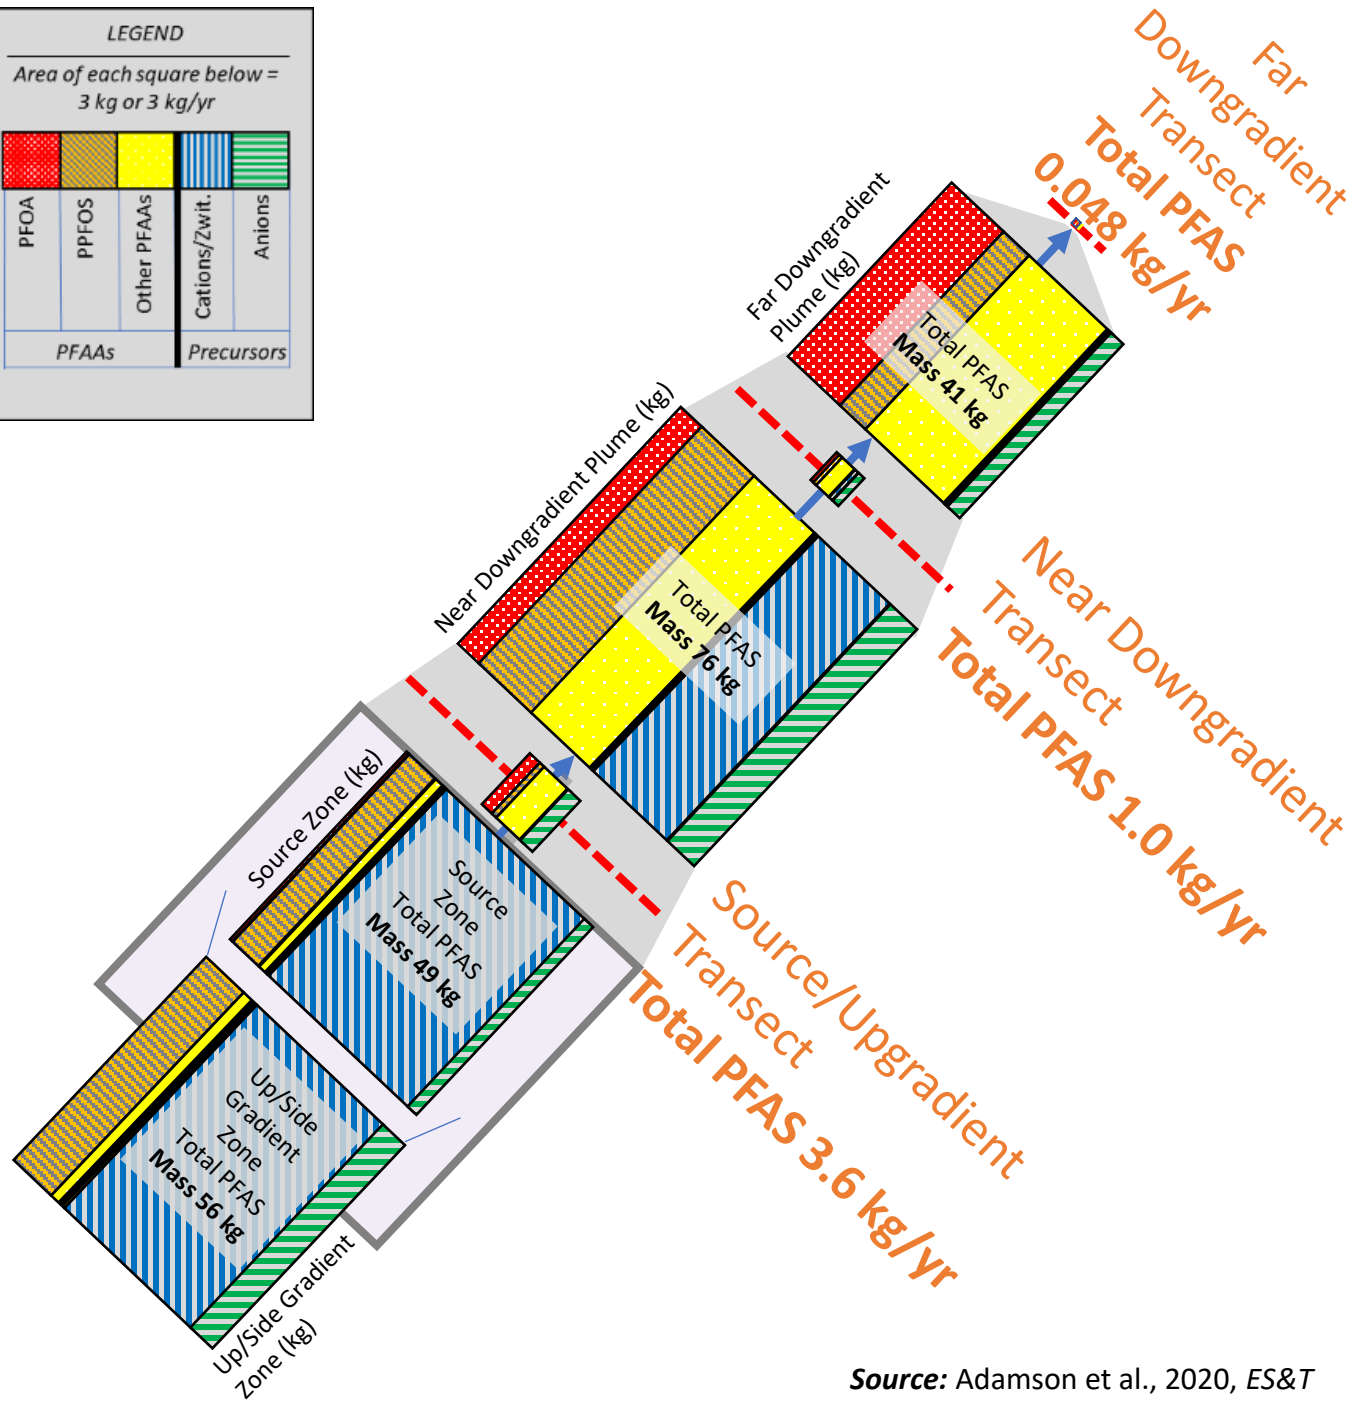 LEGEND
Area of each square below =
3 kg or 3 kg/yr
PFOA
PPFOS
Other PFAAs
Cations/Zwit.
Anions
PFAAs
Precursors
Far
Downgradient
Transect
Total PFAS
0.048 kg/yr
Far Downgradient
Plume (kg)
Total PFAS
Mass 41 kg
Near Downgradient
Transect
Total PFAS 1.0 kg/yr
Near Downgradient Plume (kg)
Total PFAS
Mass 76 kg
Source/Upgradient
Transect
Total PFAS 3.6 kg/yr
Source Zone (kg)
Source
Zone
Total PFAS
Mass 49 kg
Up/Side
Gradient
Zone
Total PFAS
Mass 56 kg
Up/Side Gradient
Zone (kg)
Source: Adamson et al., 2020, ES&T